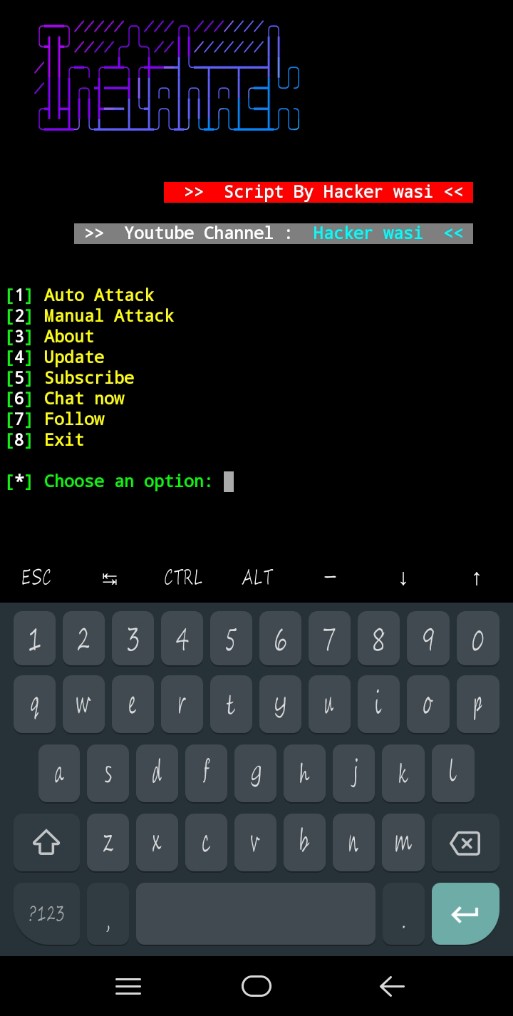 >> Script By Hacker wasi <<
>> Youtube Channel : Hacker wasi <<
[1] Auto Attack
[2] Manual Attack
[3] About
[4] Update
[5] Subscribe
[6] Chat now
[7] Follow
[8] Exit
[*] Choose an option:
ESC ↹ CTRL ALT – ↓ ↑
1 2 3 4 5 6 7 8 9 0
q w e r t y u i o p
a s d f g h j k l
z x c v b n m
?123 , .